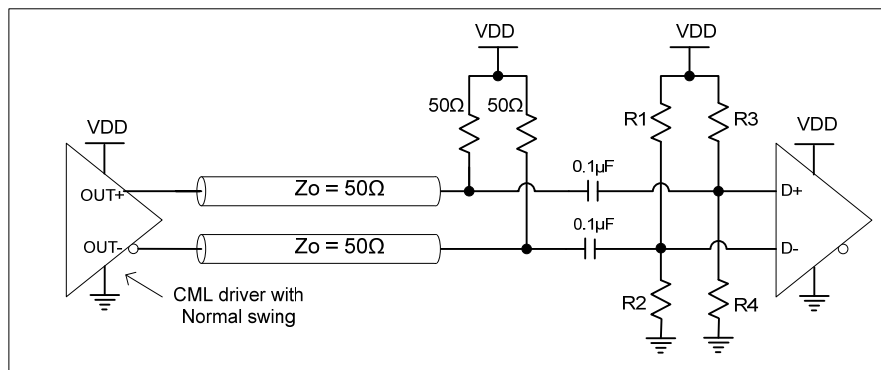 VDD
VDD
50Ω
50Ω
R1
R3
VDD
VDD
0.1µF
OUT+
Zo = 50Ω
D+
0.1µF
OUT-
Zo = 50Ω
D-
CML driver with
Normal swing
R2
R4